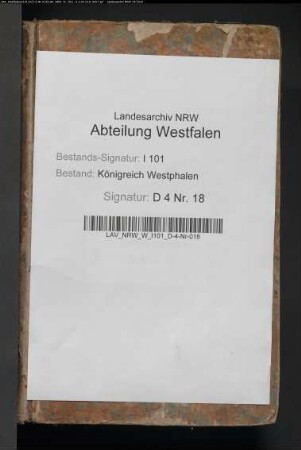 Landesarchiv NRW
Abteilung Westfalen
Bestands-Signatur: I 101
Bestand: Königreich Westphalen
Signatur: D 4 Nr. 18
LAV_NRW_W_I101_D-4-Nr-018